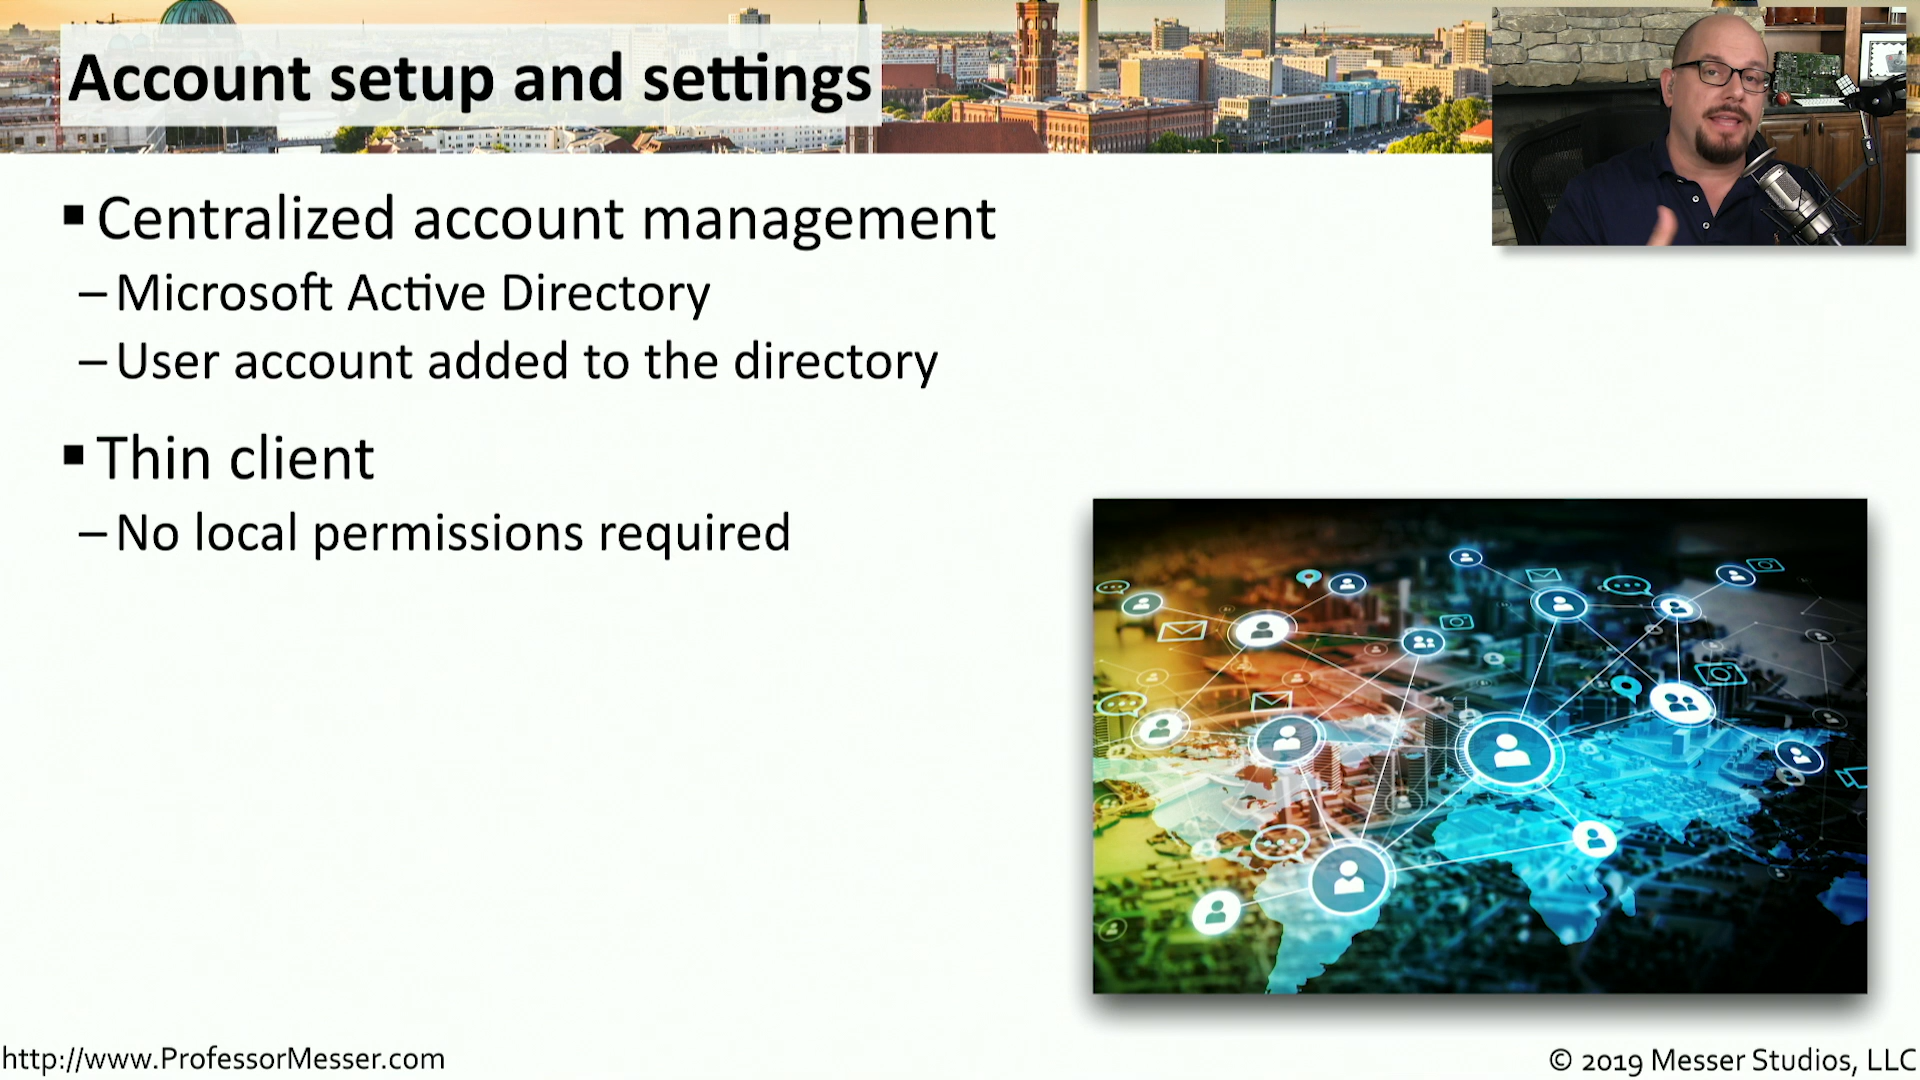 Account setup and settings
▪ Centralized account management
– Microsoft Active Directory
– User account added to the directory
▪ Thin client
– No local permissions required
http://www.ProfessorMesser.com
© 2019 Messer Studios, LLC